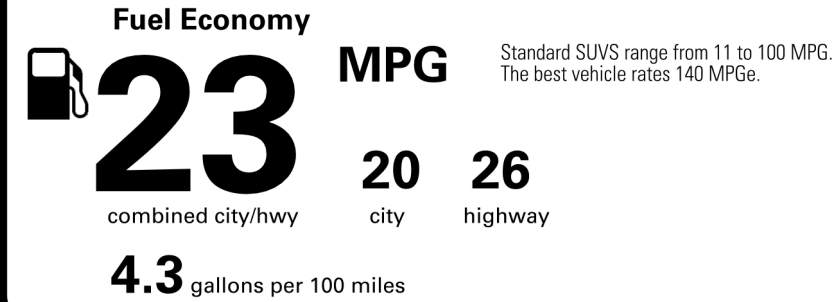 Fuel Economy
23 MPG
Standard SUVS range from 11 to 100 MPG.
The best vehicle rates 140 MPGe.
20 26
combined city/hwy city highway
4.3 gallons per 100 miles